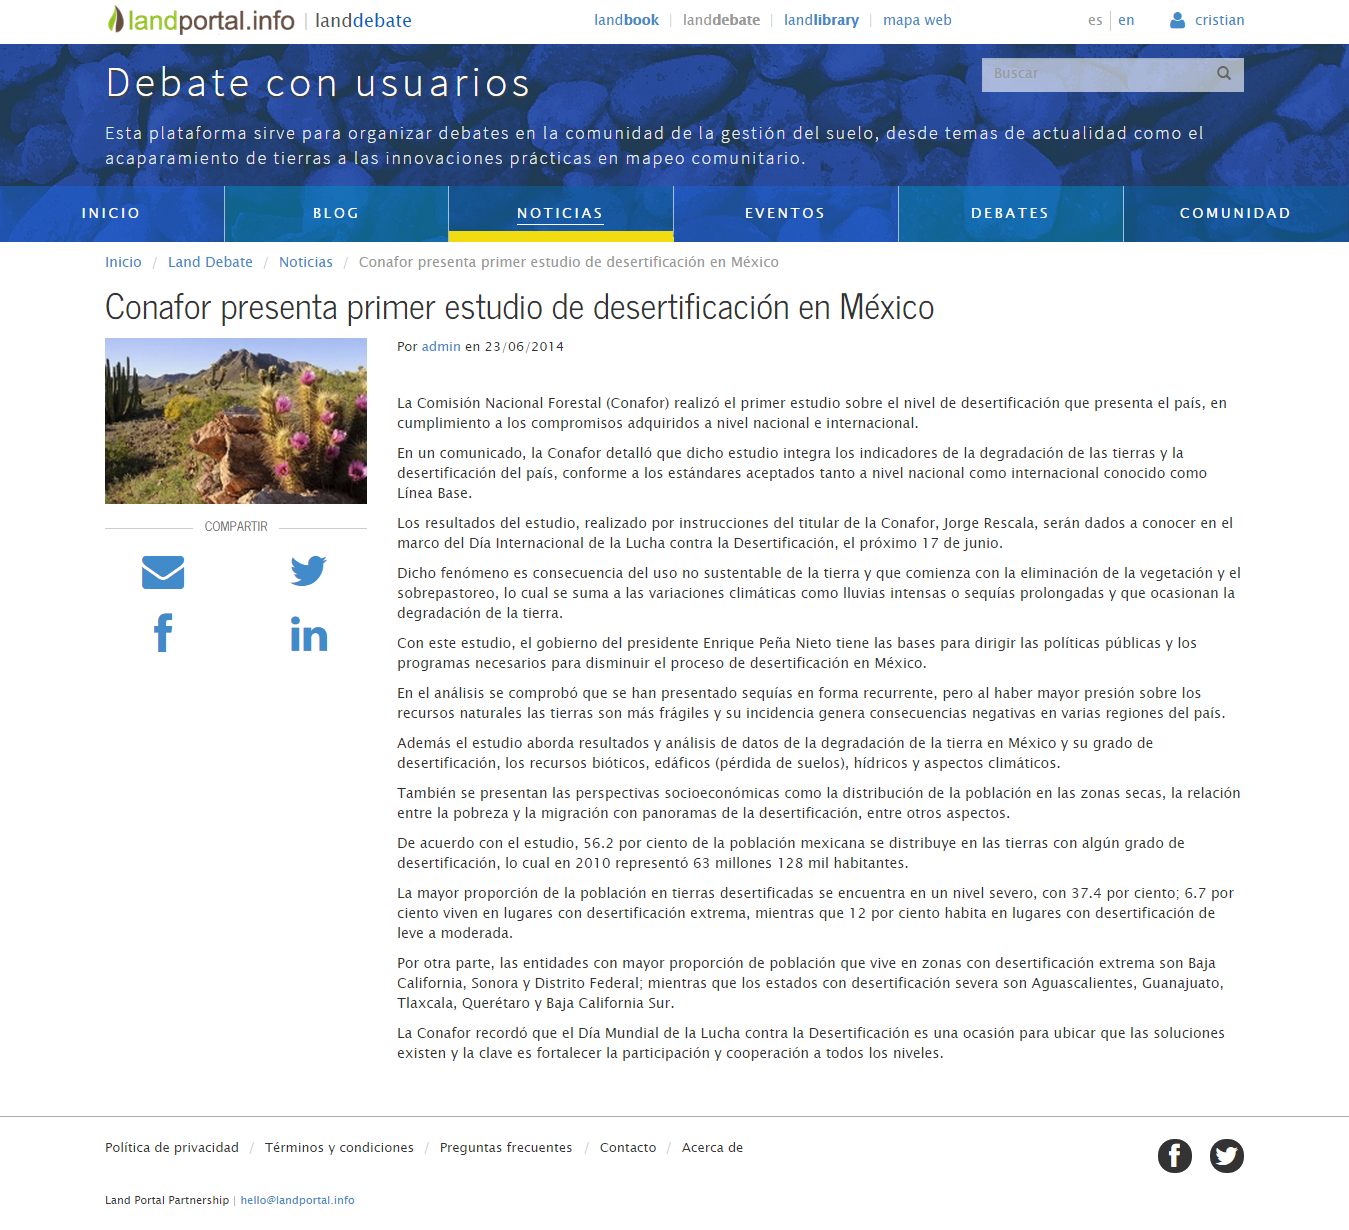 landportal.info | landdebate
landbook | landdebate | landlibrary | mapa web
es | en
cristian
Debate con usuarios
Buscar
Esta plataforma sirve para organizar debates en la comunidad de la gestión del suelo, desde temas de actualidad como el
acaparamiento de tierras a las innovaciones prácticas en mapeo comunitario.
INICIO
BLOG
NOTICIAS
EVENTOS
DEBATES
COMUNIDAD
Inicio / Land Debate / Noticias / Conafor presenta primer estudio de desertificación en México
Conafor presenta primer estudio de desertificación en México
COMPARTIR
Por admin en 23/06/2014
La Comisión Nacional Forestal (Conafor) realizó el primer estudio sobre el nivel de desertificación que presenta el país, en
cumplimiento a los compromisos adquiridos a nivel nacional e internacional.
En un comunicado, la Conafor detalló que dicho estudio integra los indicadores de la degradación de las tierras y la
desertificación del país, conforme a los estándares aceptados tanto a nivel nacional como internacional conocido como
Línea Base.
Los resultados del estudio, realizado por instrucciones del titular de la Conafor, Jorge Rescala, serán dados a conocer en el
marco del Día Internacional de la Lucha contra la Desertificación, el próximo 17 de junio.
Dicho fenómeno es consecuencia del uso no sustentable de la tierra y que comienza con la eliminación de la vegetación y el
sobrepastoreo, lo cual se suma a las variaciones climáticas como lluvias intensas o sequías prolongadas y que ocasionan la
degradación de la tierra.
Con este estudio, el gobierno del presidente Enrique Peña Nieto tiene las bases para dirigir las políticas públicas y los
programas necesarios para disminuir el proceso de desertificación en México.
En el análisis se comprobó que se han presentado sequías en forma recurrente, pero al haber mayor presión sobre los
recursos naturales las tierras son más frágiles y su incidencia genera consecuencias negativas en varias regiones del país.
Además el estudio aborda resultados y análisis de datos de la degradación de la tierra en México y su grado de
desertificación, los recursos bióticos, edáficos (pérdida de suelos), hídricos y aspectos climáticos.
También se presentan las perspectivas socioeconómicas como la distribución de la población en las zonas secas, la relación
entre la pobreza y la migración con panoramas de la desertificación, entre otros aspectos.
De acuerdo con el estudio, 56.2 por ciento de la población mexicana se distribuye en las tierras con algún grado de
desertificación, lo cual en 2010 representó 63 millones 128 mil habitantes.
La mayor proporción de la población en tierras desertificadas se encuentra en un nivel severo, con 37.4 por ciento; 6.7 por
ciento viven en lugares con desertificación extrema, mientras que 12 por ciento habita en lugares con desertificación de
leve a moderada.
Por otra parte, las entidades con mayor proporción de población que vive en zonas con desertificación extrema son Baja
California, Sonora y Distrito Federal; mientras que los estados con desertificación severa son Aguascalientes, Guanajuato,
Tlaxcala, Querétaro y Baja California Sur.
La Conafor recordó que el Día Mundial de la Lucha contra la Desertificación es una ocasión para ubicar que las soluciones
existen y la clave es fortalecer la participación y cooperación a todos los niveles.
Política de privacidad / Términos y condiciones / Preguntas frecuentes / Contacto / Acerca de
Land Portal Partnership | hello@landportal.info